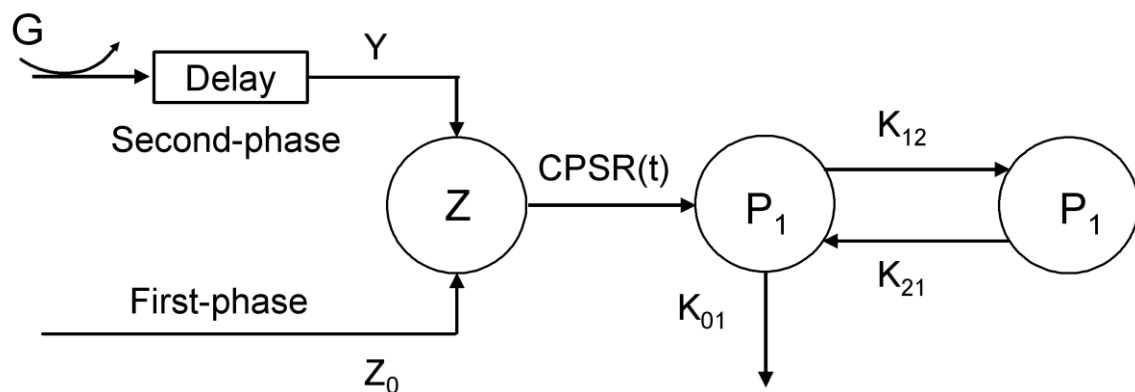 G
Delay
Y
Second-phase
Z
CPSR(t)
P₁
K₁₂
P₁
K₂₁
K₀₁
First-phase
Z₀